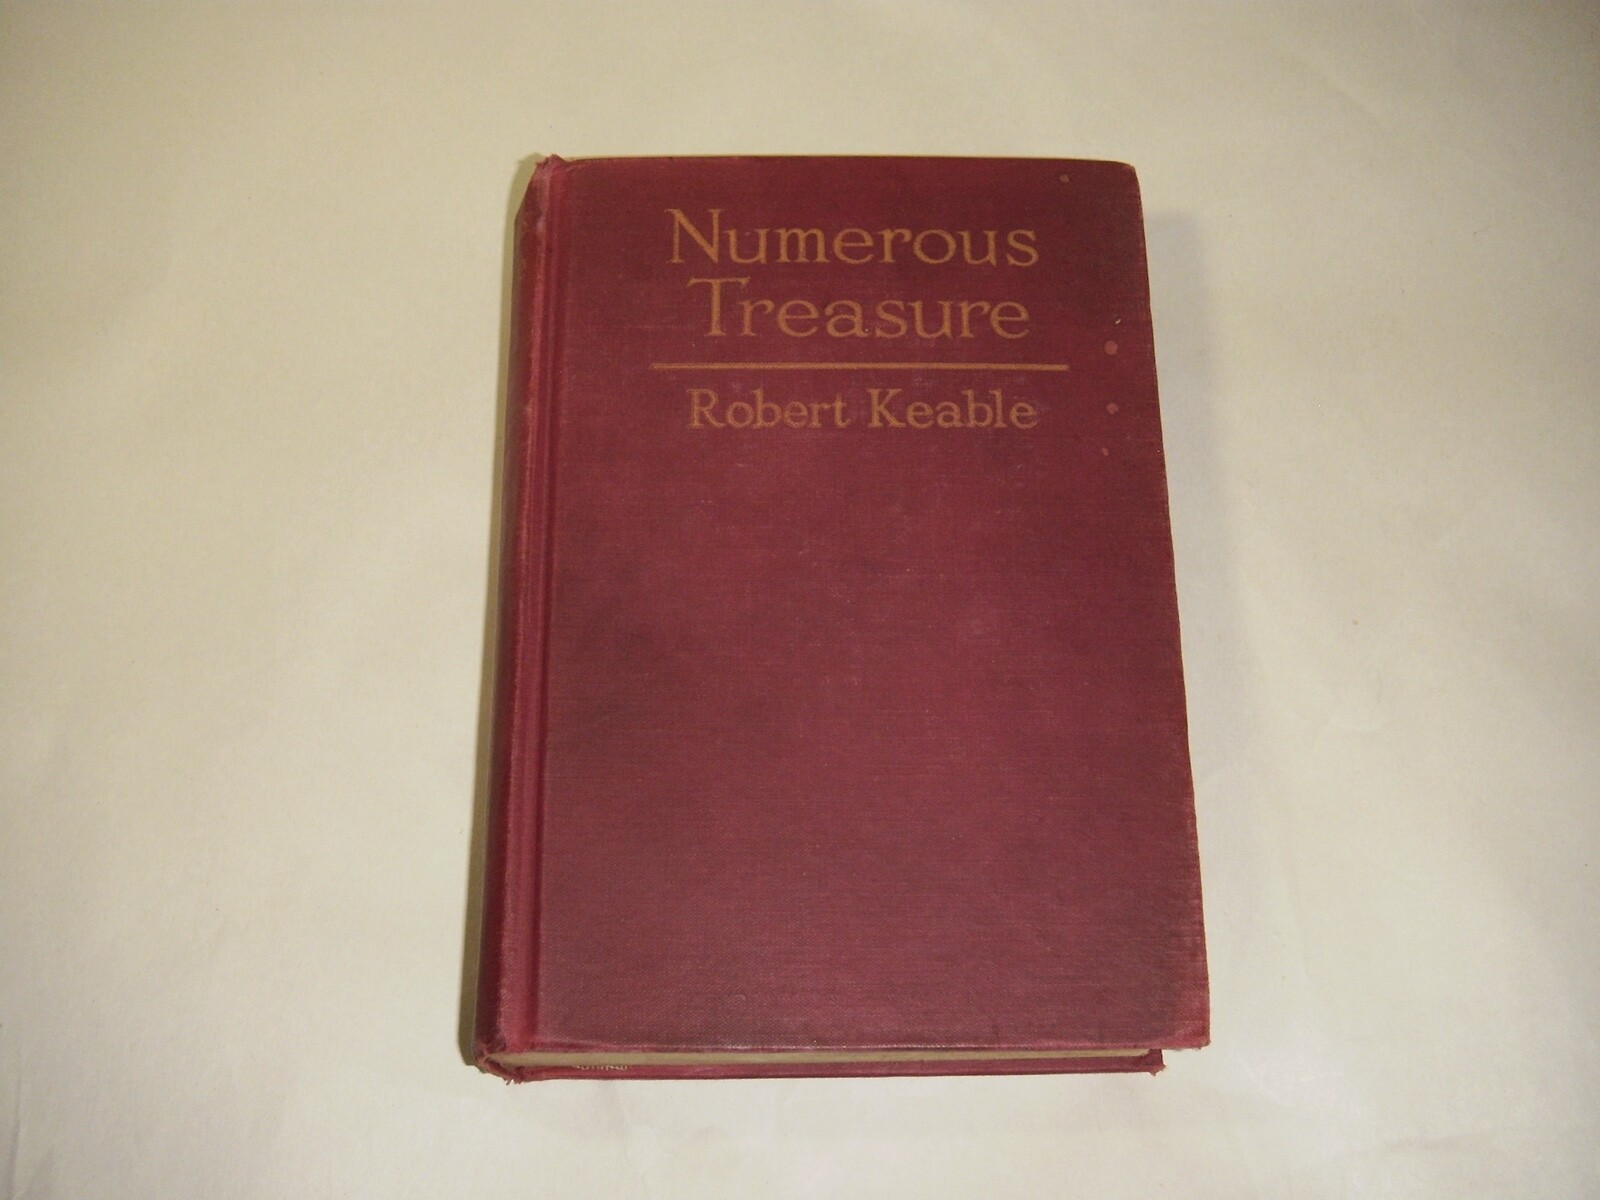 Numerous
Treasure
Robert Keable